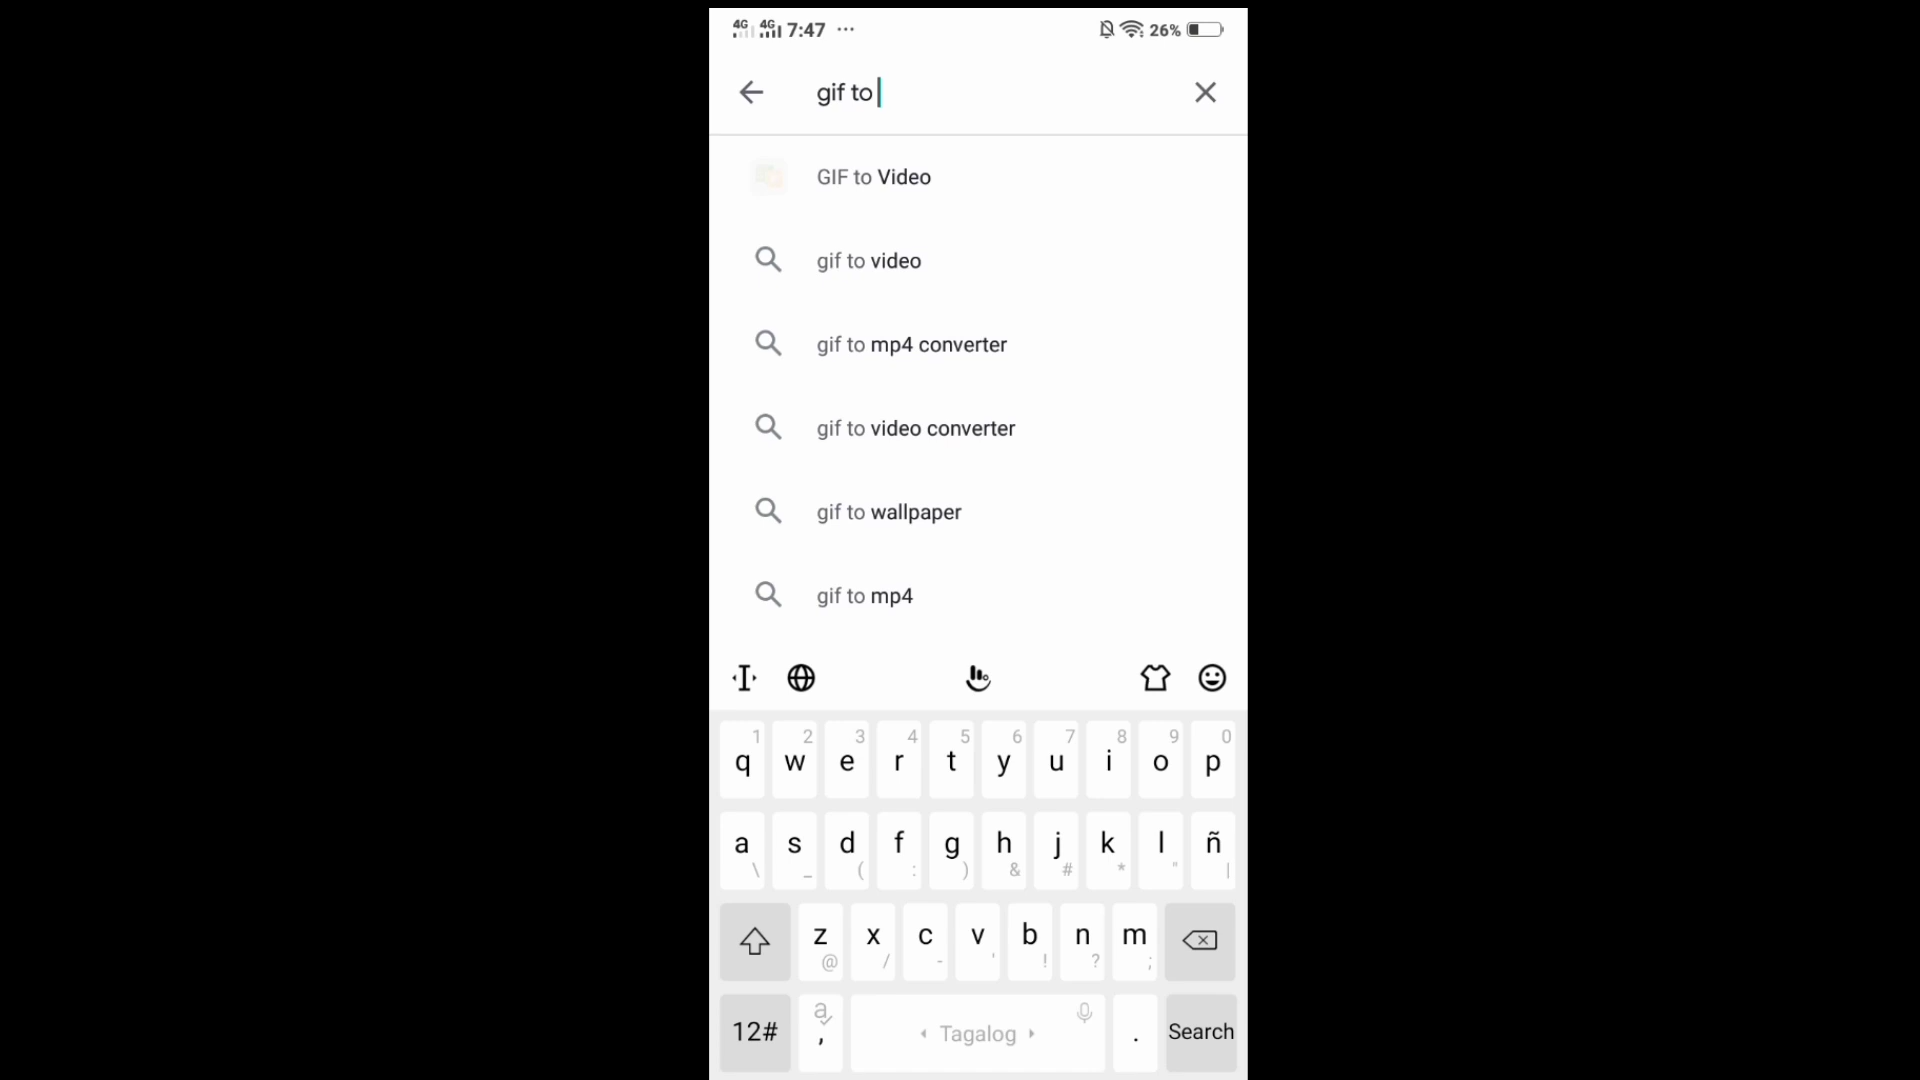 4G 4G 7:47 ... 26%
gif to
GIF to Video
gif to video
gif to mp4 converter
gif to video converter
gif to wallpaper
gif to mp4
1 2 3 4 5 6 7 8 9 0
q w e r t y u i o p
a s d f g h j k l ñ
\ _ ( : ) & # * " |
z x c v b n m
@ / - ' ! ? ;
12# a , Tagalog . Search